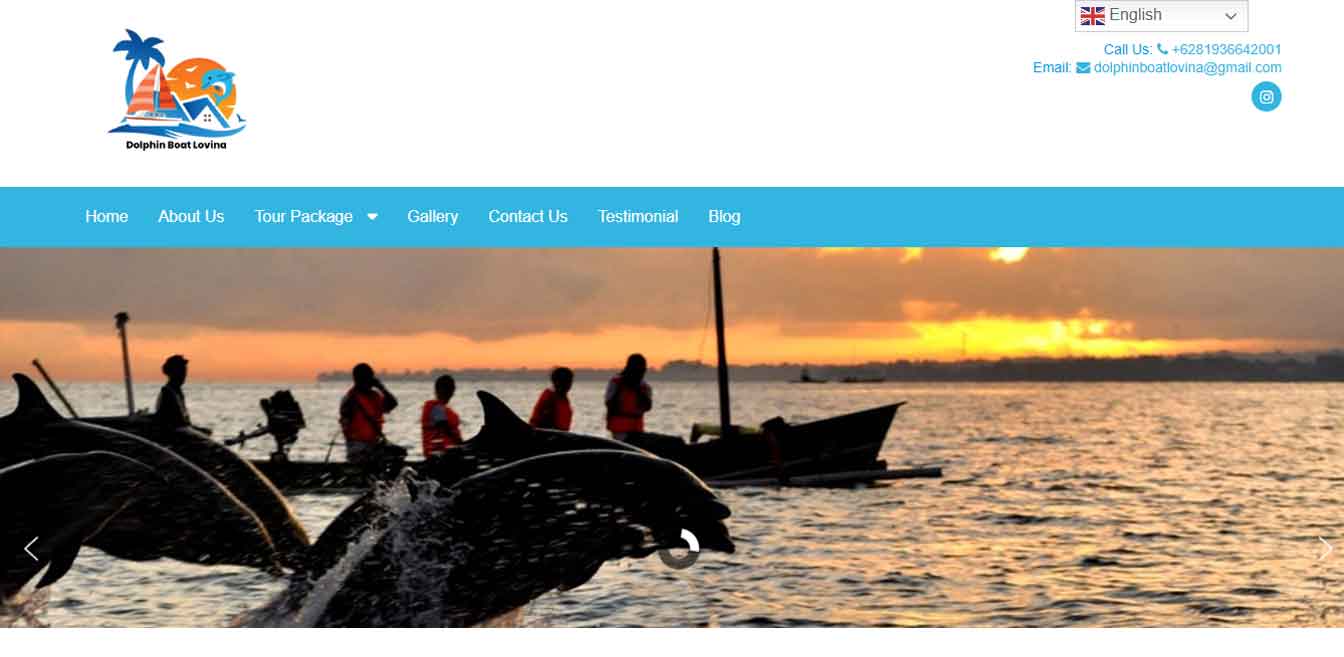 English
Call Us: +6281936642001
Email: dolphinboatlovina@gmail.com
Dolphin Boat Lovina
Home About Us Tour Package Gallery Contact Us Testimonial Blog